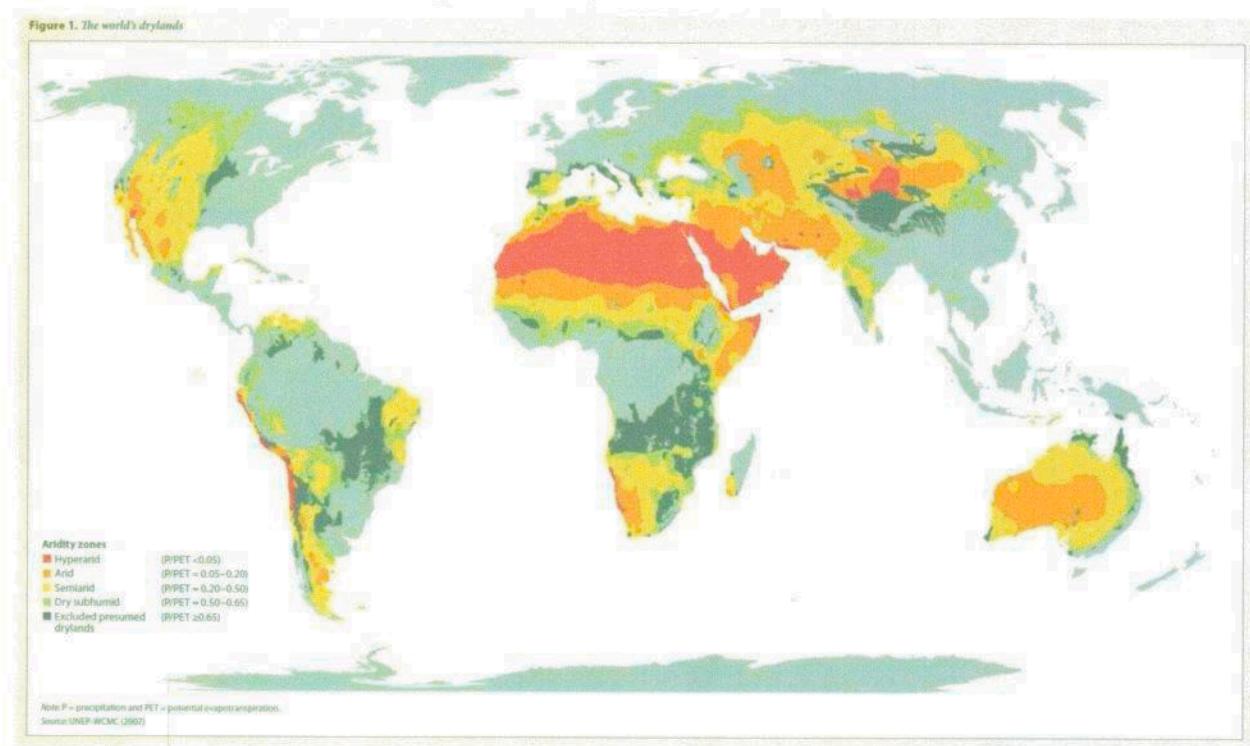 Figure 1. The world's drylands
Aridity zones
Hyperarid (P/PET <0.05)
Arid (P/PET = 0.05–0.20)
Semiarid (P/PET = 0.20–0.50)
Dry subhumid (P/PET = 0.50–0.65)
Excluded presumed (P/PET ≥0.65)
drylands
Note: P = precipitation and PET = potential evapotranspiration.
Source: UNEP-WCMC (2007)